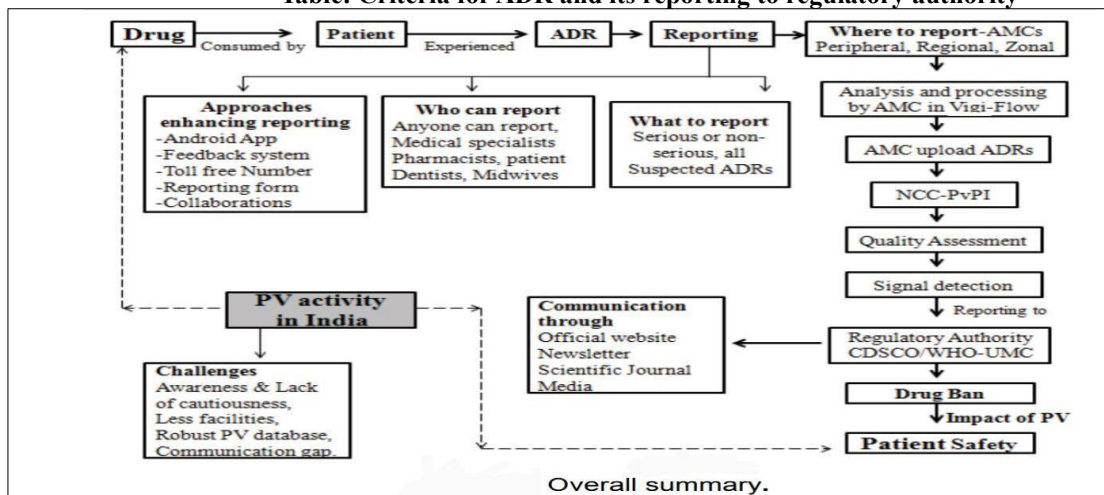 Table: Criteria for ADR and its reporting to regulatory authority
Drug
Consumed by
Patient
Experienced
ADR
Reporting
Where to report-AMCs
Peripheral, Regional, Zonal
Approaches
enhancing reporting
-Android App
-Feedback system
-Toll free Number
-Reporting form
-Collaborations
Who can report
Anyone can report,
Medical specialists
Pharmacists, patient
Dentists, Midwives
What to report
Serious or non-
serious, all
Suspected ADRs
Analysis and processing
by AMC in Vigi-Flow
AMC upload ADRs
NCC-PvPI
Quality Assessment
Signal detection
Reporting to
Regulatory Authority
CDSCO/WHO-UMC
Drug Ban
Impact of PV
Patient Safety
Communication
through
Official website
Newsletter
Scientific Journal
Media
PV activity
in India
Challenges
Awareness & Lack
of cautiousness,
Less facilities,
Robust PV database,
Communication gap.
Overall summary.